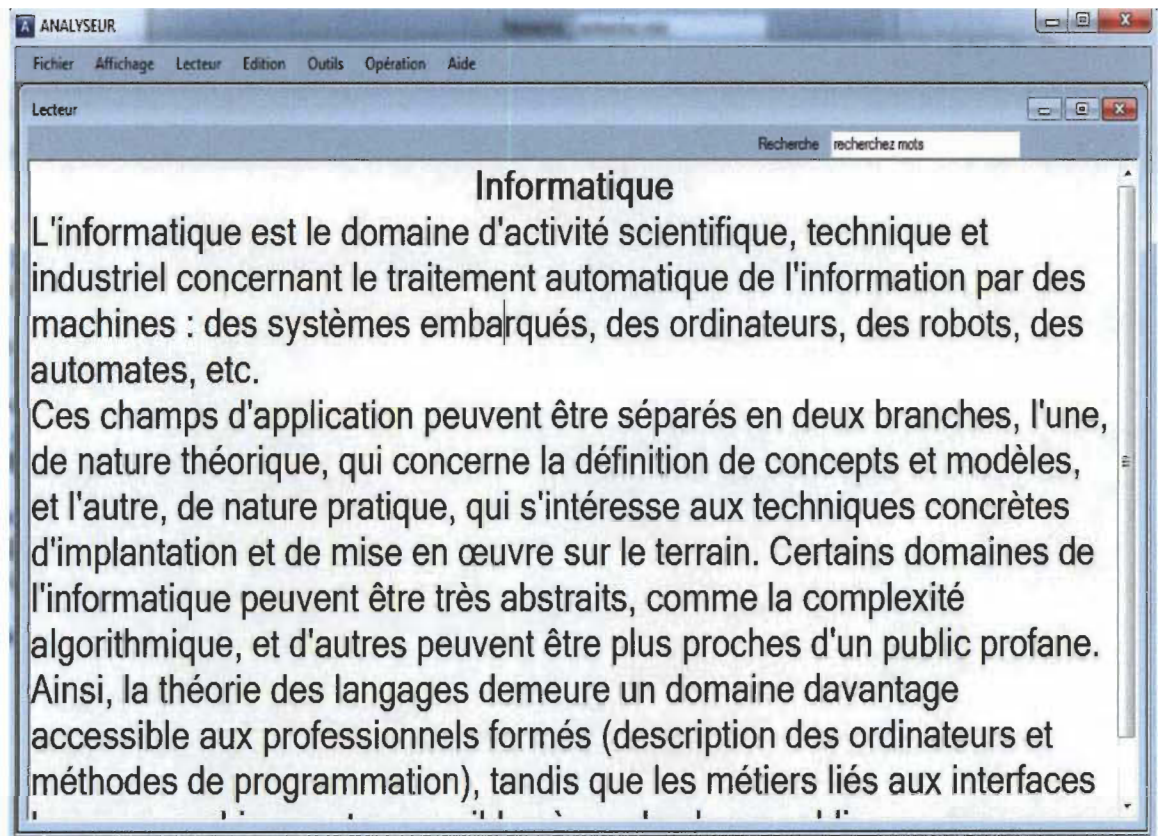 ANALYSEUR
Fichier Affichage Lecteur Edition Outils Opération Aide
Lecteur
Recherche recherchez mots
Informatique
L'informatique est le domaine d'activité scientifique, technique et
industriel concernant le traitement automatique de l'information par des
machines : des systèmes embarqués, des ordinateurs, des robots, des
automates, etc.
Ces champs d'application peuvent être séparés en deux branches, l'une,
de nature théorique, qui concerne la définition de concepts et modèles,
et l'autre, de nature pratique, qui s'intéresse aux techniques concrètes
d'implantation et de mise en œuvre sur le terrain. Certains domaines de
l'informatique peuvent être très abstraits, comme la complexité
algorithmique, et d'autres peuvent être plus proches d'un public profane.
Ainsi, la théorie des langages demeure un domaine davantage
accessible aux professionnels formés (description des ordinateurs et
méthodes de programmation), tandis que les métiers liés aux interfaces